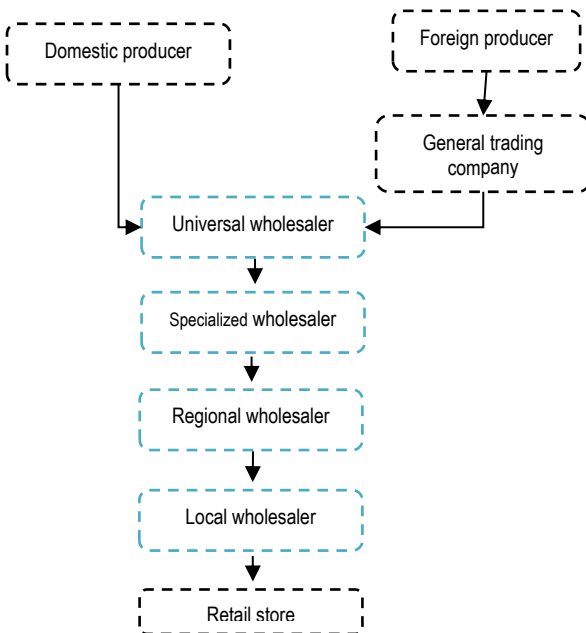 Domestic producer
Foreign producer
General trading
company
Universal wholesaler
Specialized wholesaler
Regional wholesaler
Local wholesaler
Retail store